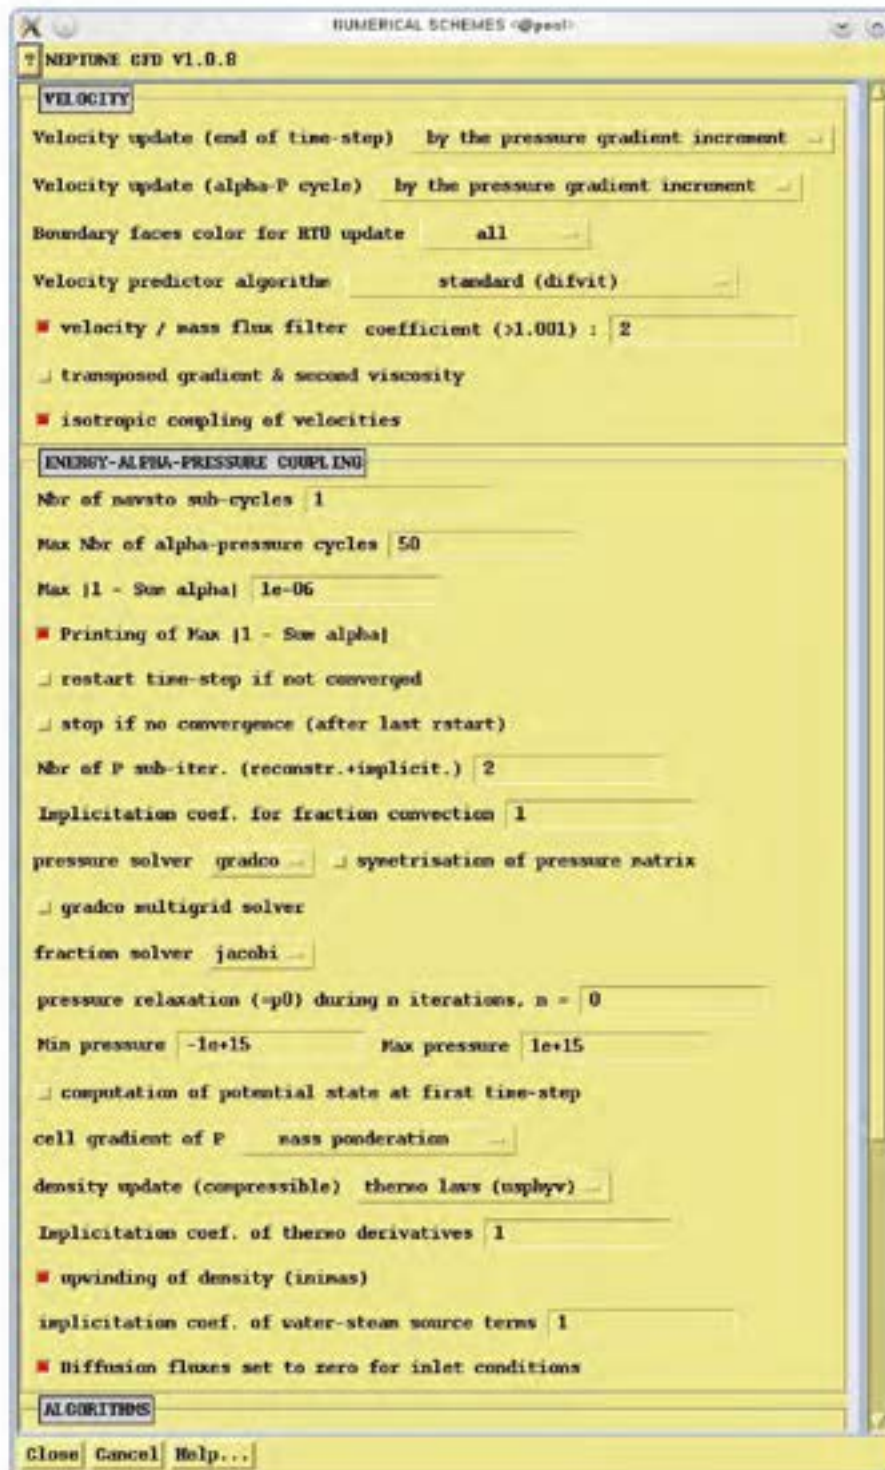 NUMERICAL SCHEMES <@pool>
? NEPTUNE CFD V1.0.8
VELOCITY
Velocity update (end of time-step) by the pressure gradient increment
Velocity update (alpha-P cycle) by the pressure gradient increment
Boundary faces color for RTU update all
Velocity predictor algorithm standard (difvit)
velocity / mass flux filter coefficient (>1.001) : 2
transposed gradient & second viscosity
isotropic coupling of velocities
ENERGY-ALPHA-PRESSURE COUPLING
Nbr of navsto sub-cycles 1
Max Nbr of alpha-pressure cycles 50
Max |1 - Sum alpha| 1e-06
Printing of Max |1 - Sum alpha|
restart time-step if not converged
stop if no convergence (after last rstart)
Nbr of P sub-iter. (reconstr.+implicit.) 2
Implicitation coef. for fraction convection 1
pressure solver gradco symetrisation of pressure matrix
gradco multigrid solver
fraction solver jacobi
pressure relaxation (=p0) during n iterations, n = 0
Min pressure -1e+15 Max pressure 1e+15
computation of potential state at first time-step
cell gradient of P mass ponderation
density update (compressible) thermo laws (usphyv)
Implicitation coef. of thermo derivatives 1
upwinding of density (inimas)
implicitation coef. of water-steam source terms 1
Diffusion fluxes set to zero for inlet conditions
ALGORITHMS
Close Cancel Help...